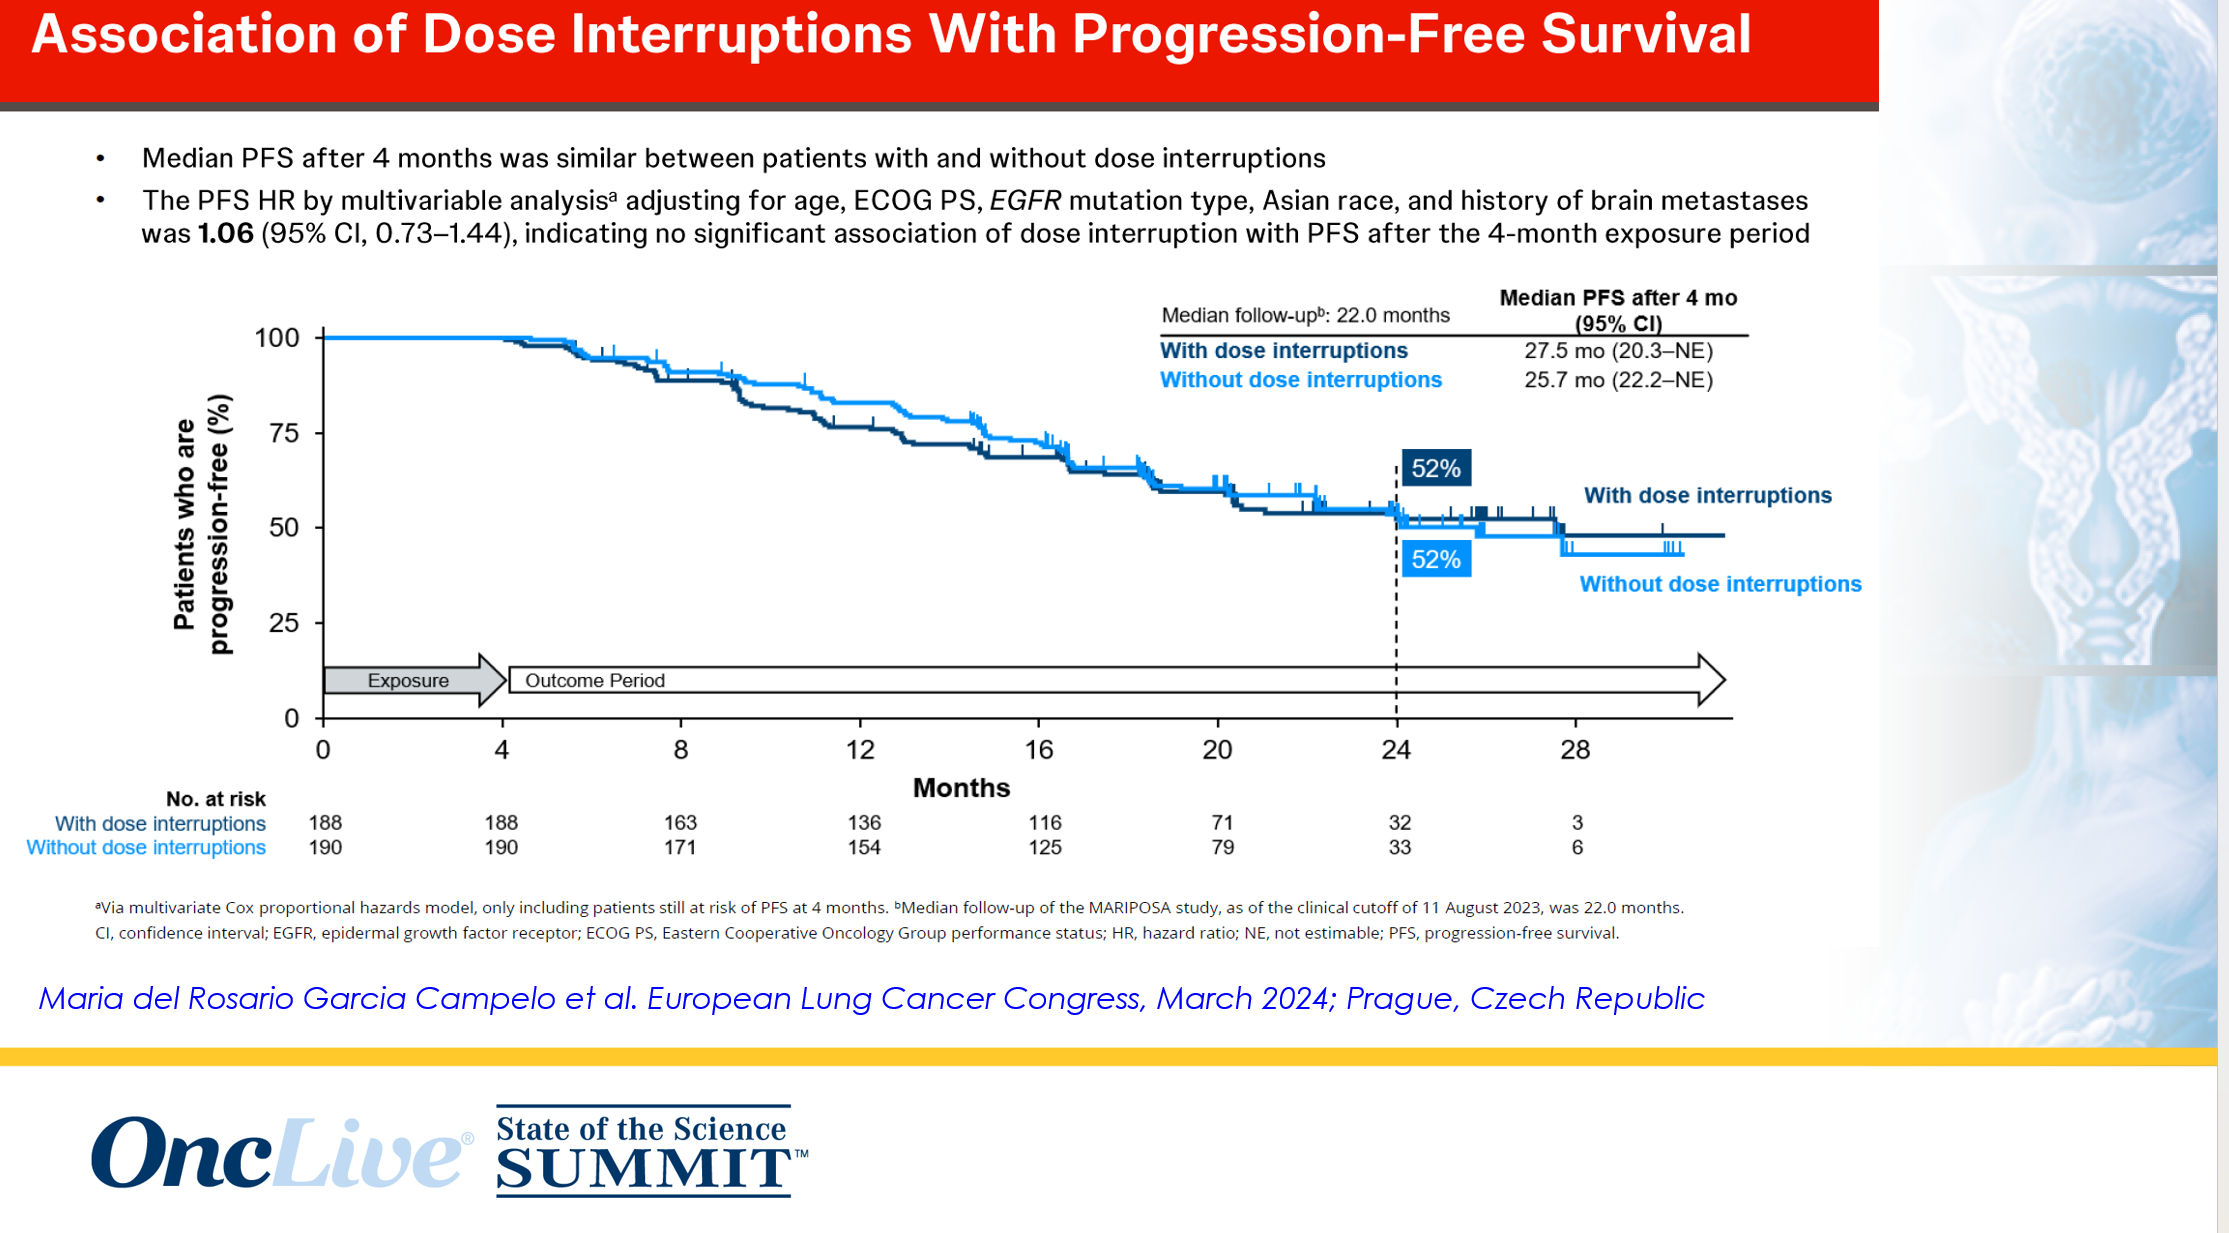 Association of Dose Interruptions With Progression-Free Survival
• Median PFS after 4 months was similar between patients with and without dose interruptions
• The PFS HR by multivariable analysisᵃ adjusting for age, ECOG PS, EGFR mutation type, Asian race, and history of brain metastases
was 1.06 (95% CI, 0.73–1.44), indicating no significant association of dose interruption with PFS after the 4-month exposure period
Median follow-upᵇ: 22.0 months
Median PFS after 4 mo
(95% CI)
With dose interruptions 27.5 mo (20.3–NE)
Without dose interruptions 25.7 mo (22.2–NE)
Patients who are
progression-free (%)
100
75
50
25
0
52%
52%
With dose interruptions
Without dose interruptions
Exposure
Outcome Period
0 4 8 12 16 20 24 28
Months
No. at risk
With dose interruptions 188 188 163 136 116 71 32 3
Without dose interruptions 190 190 171 154 125 79 33 6
ᵃVia multivariate Cox proportional hazards model, only including patients still at risk of PFS at 4 months. ᵇMedian follow-up of the MARIPOSA study, as of the clinical cutoff of 11 August 2023, was 22.0 months.
CI, confidence interval; EGFR, epidermal growth factor receptor; ECOG PS, Eastern Cooperative Oncology Group performance status; HR, hazard ratio; NE, not estimable; PFS, progression-free survival.
Maria del Rosario Garcia Campelo et al. European Lung Cancer Congress, March 2024; Prague, Czech Republic
OncLive®
State of the Science
SUMMIT™